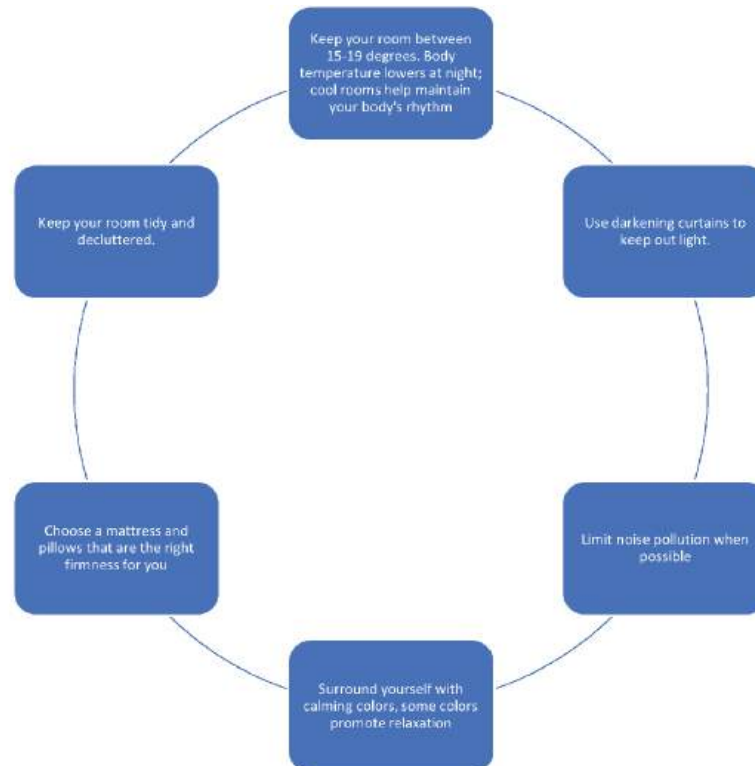 Keep your room between
15-19 degrees. Body
temperature lowers at night;
cool rooms help maintain
your body's rhythm
Use darkening curtains to
keep out light.
Limit noise pollution when
possible
Surround yourself with
calming colors, some colors
promote relaxation
Choose a mattress and
pillows that are the right
firmness for you
Keep your room tidy and
decluttered.